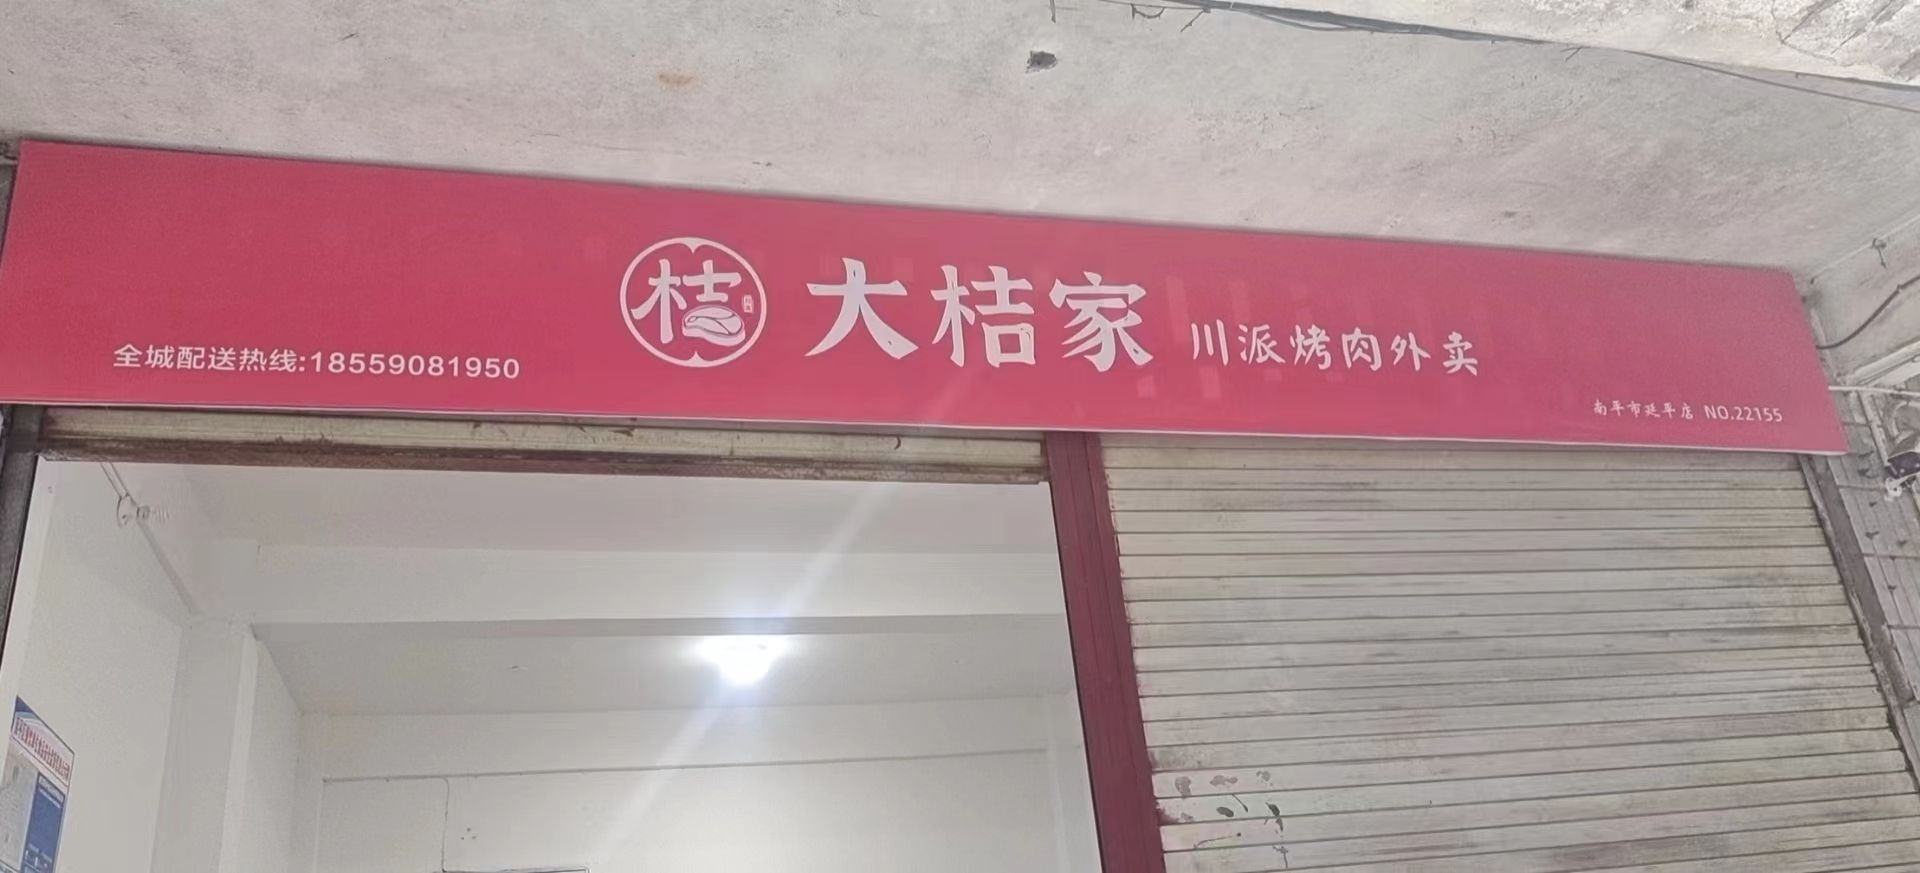 桔
大桔家 川派烤肉外卖
全城配送热线:18559081950
南平市延平店 NO.22155